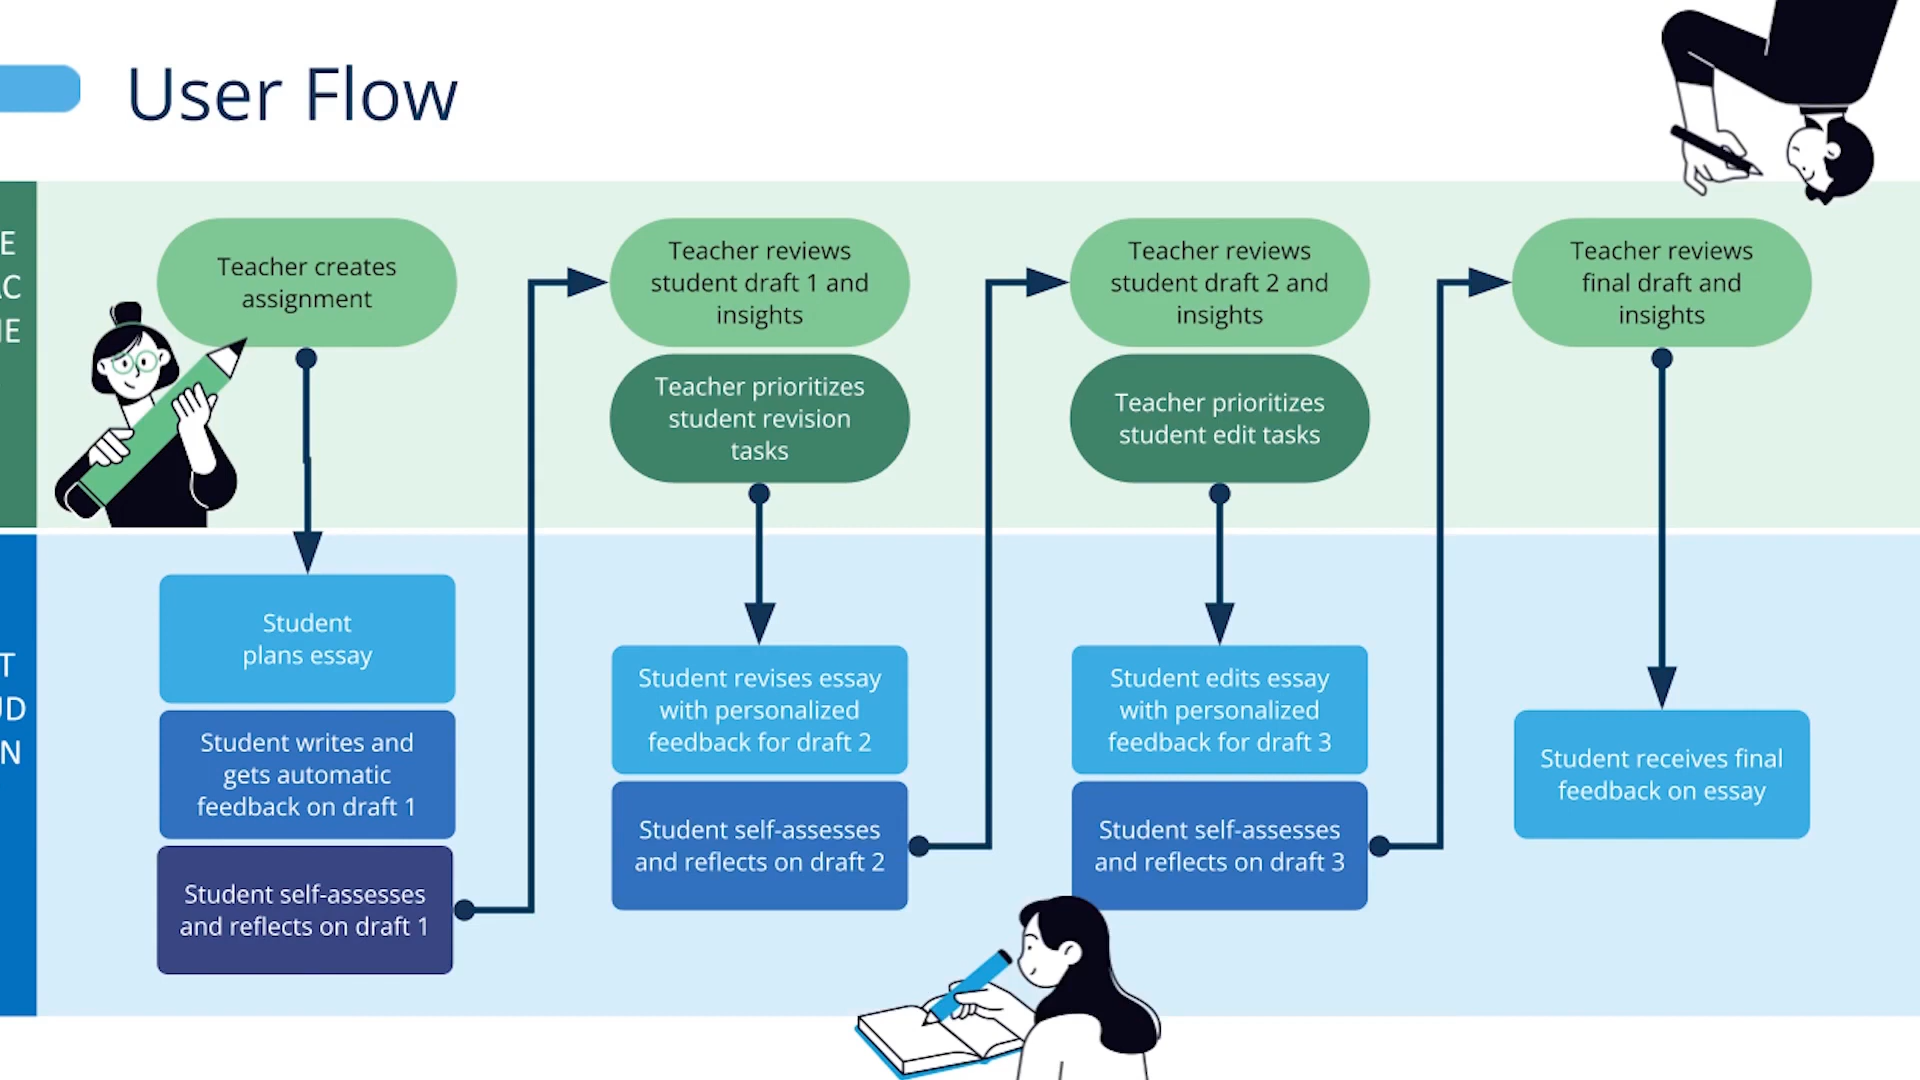 User Flow
E
AC
HE
Teacher creates
assignment
Teacher reviews
student draft 1 and
insights
Teacher prioritizes
student revision
tasks
Teacher reviews
student draft 2 and
insights
Teacher prioritizes
student edit tasks
Teacher reviews
final draft and
insights
T
UD
N
Student
plans essay
Student writes and
gets automatic
feedback on draft 1
Student self-assesses
and reflects on draft 1
Student revises essay
with personalized
feedback for draft 2
Student self-assesses
and reflects on draft 2
Student edits essay
with personalized
feedback for draft 3
Student self-assesses
and reflects on draft 3
Student receives final
feedback on essay